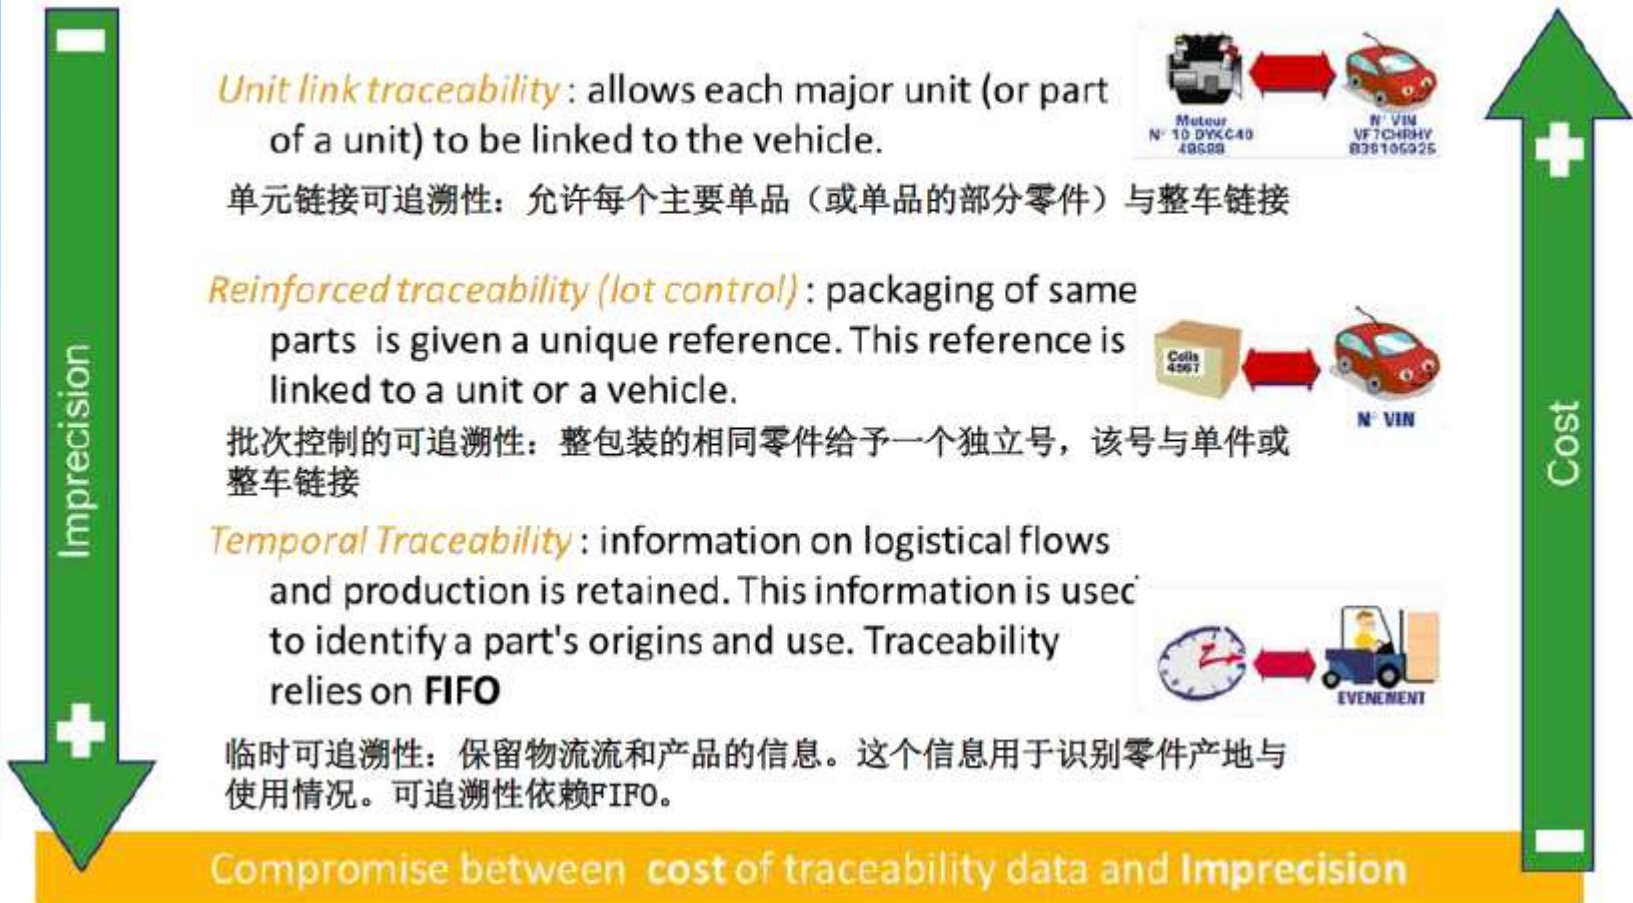 Unit link traceability : allows each major unit (or part
of a unit) to be linked to the vehicle.
Moteur
N° 10 DYKC40
N° VIN
VF7CHRHY
单元链接可追溯性：允许每个主要单品（或单品的部分零件）与整车链接
Reinforced traceability (lot control) : packaging of same
parts is given a unique reference. This reference is
linked to a unit or a vehicle.
Colis
4567
N° VIN
批次控制的可追溯性：整包装的相同零件给予一个独立号，该号与单件或
整车链接
Imprecision
Cost
Temporal Traceability : information on logistical flows
and production is retained. This information is used
to identify a part's origins and use. Traceability
relies on FIFO
EVENEMENT
临时可追溯性：保留物流流和产品的信息。这个信息用于识别零件产地与
使用情况。可追溯性依赖FIFO。
Compromise between cost of traceability data and Imprecision